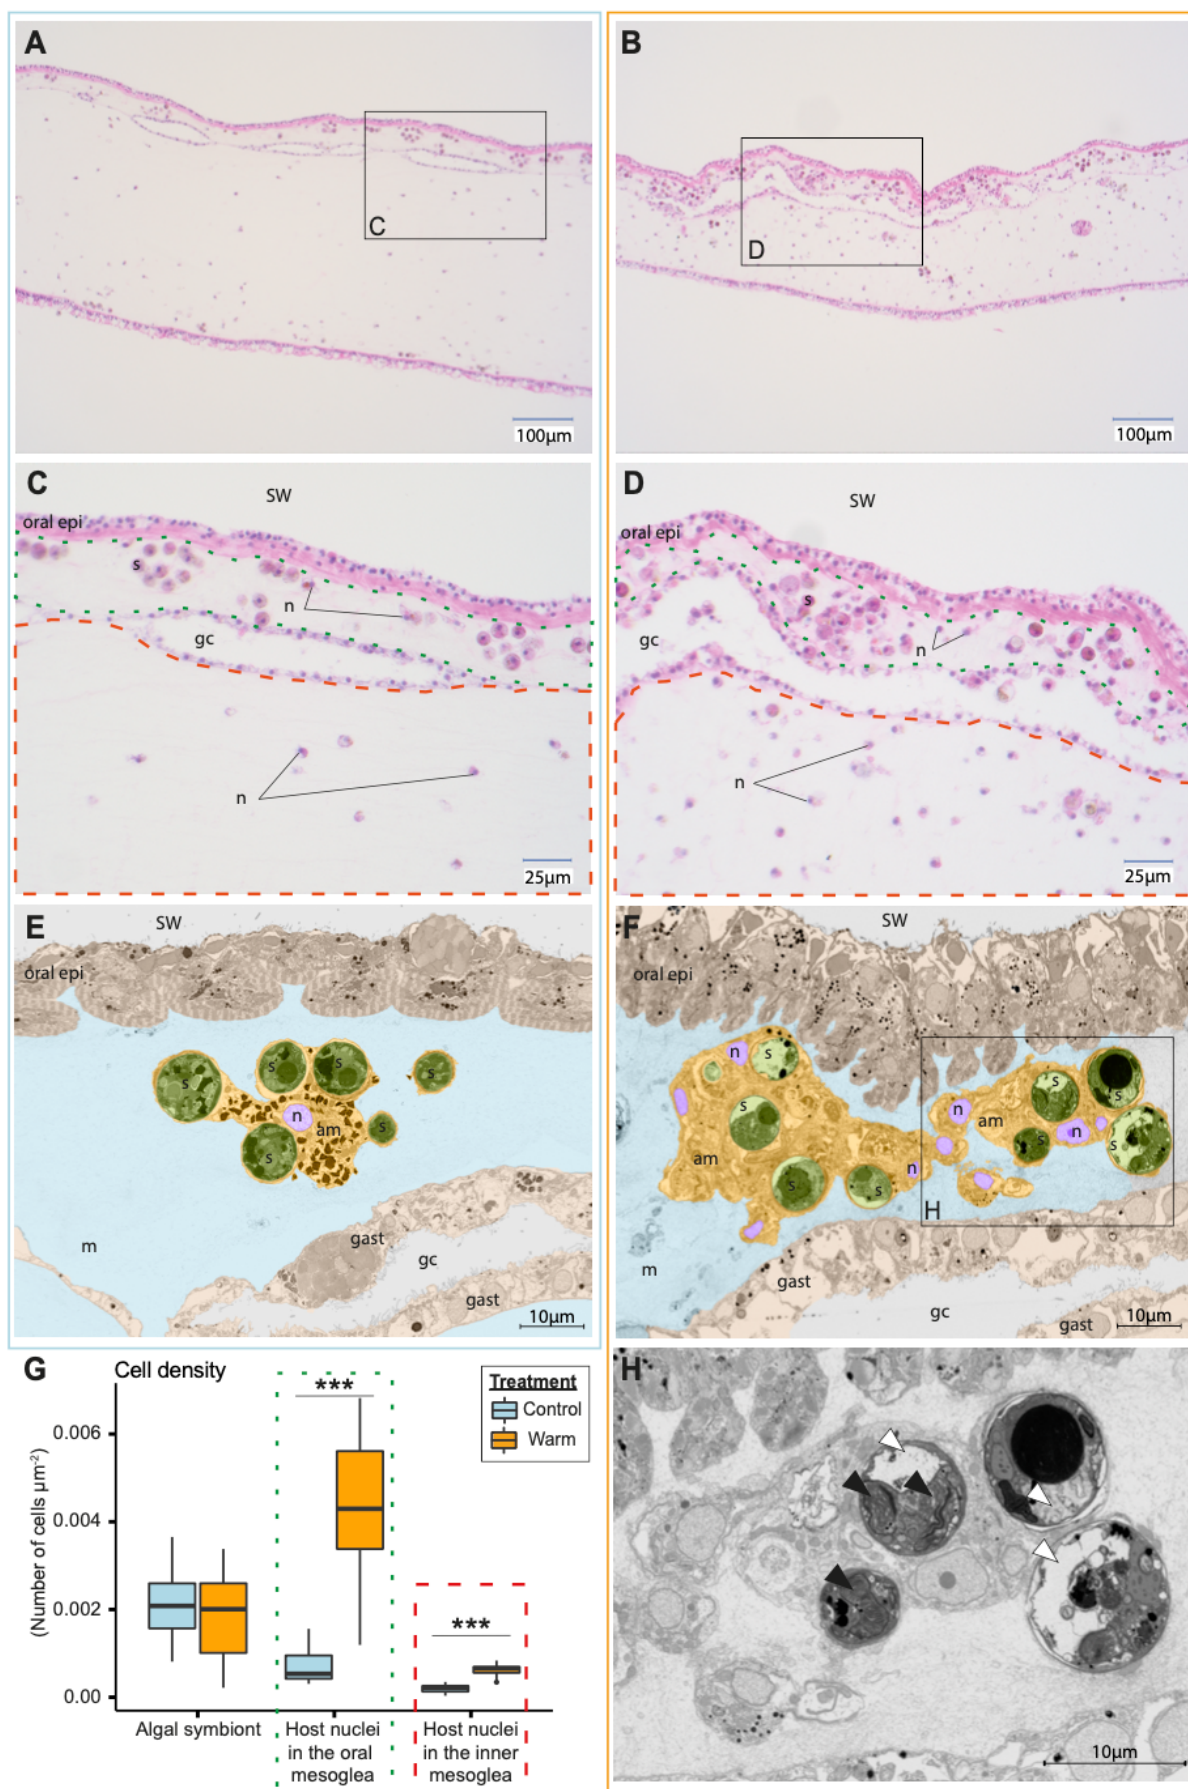 A
C
100µm
B
D
100µm
C
SW
oral epi
s
n
gc
n
25µm
D
SW
oral epi
s
n
gc
n
25µm
E
SW
oral epi
s
s
s
s
n
am
s
s
m
gast
gc
gast
10µm
F
SW
oral epi
n
s
s
am
s
s
n
n
am
s
s
n
s
s
H
m
gast
gc
gast
10µm
G
Cell density
***
Treatment
Control
Warm
(Number of cells µm-2)
0.006
0.004
0.002
0.00
***
Algal symbiont
Host nuclei
in the oral
mesoglea
Host nuclei
in the inner
mesoglea
H
10µm